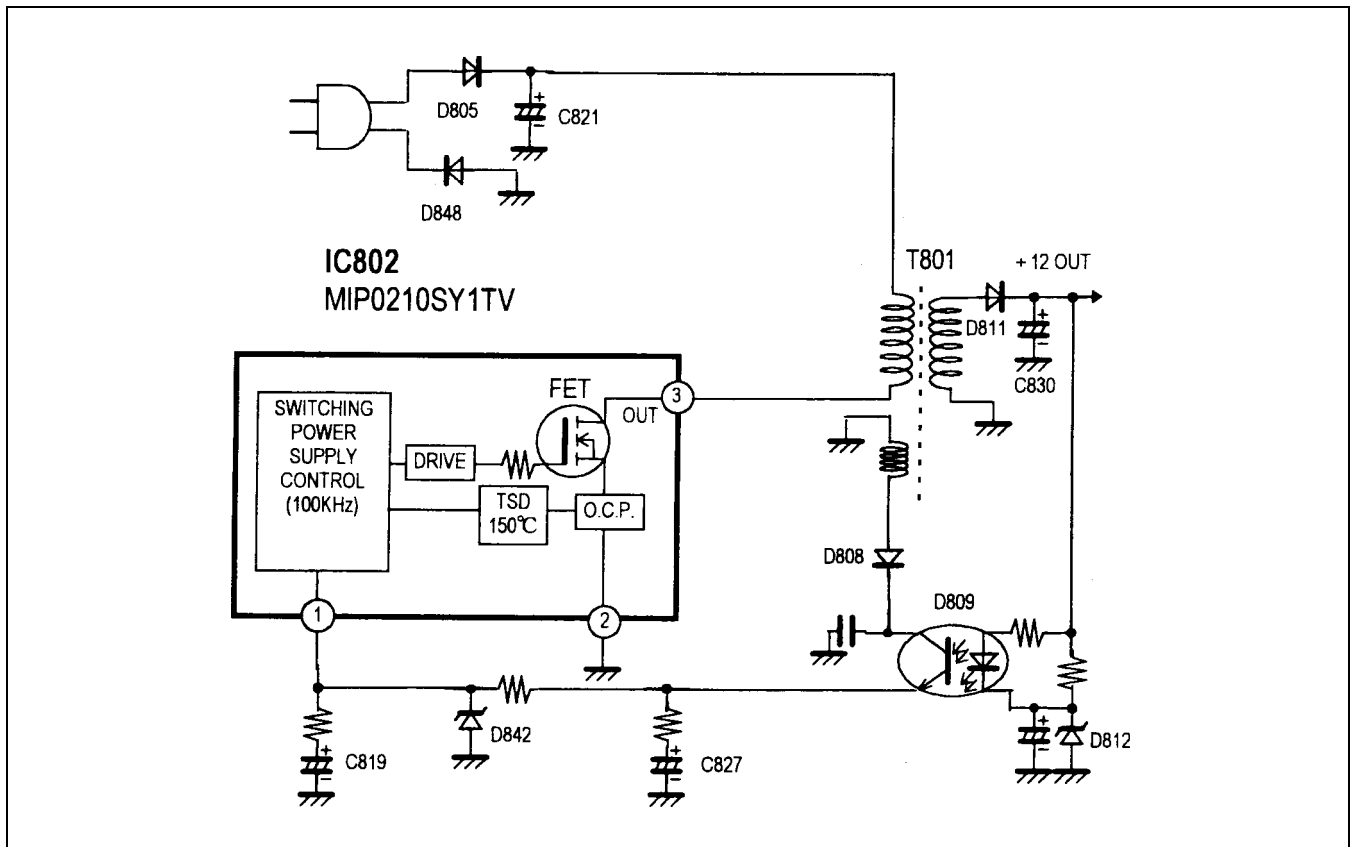 D805
+
-
C821
D848
IC802
MIP0210SY1TV
T801
+ 12 OUT
D811
+
-
C830
SWITCHING
POWER
SUPPLY
CONTROL
(100KHz)
DRIVE
FET
OUT
3
TSD
150℃
O.C.P.
1
2
D808
D809
D842
+
-
C819
+
-
C827
+
-
D812